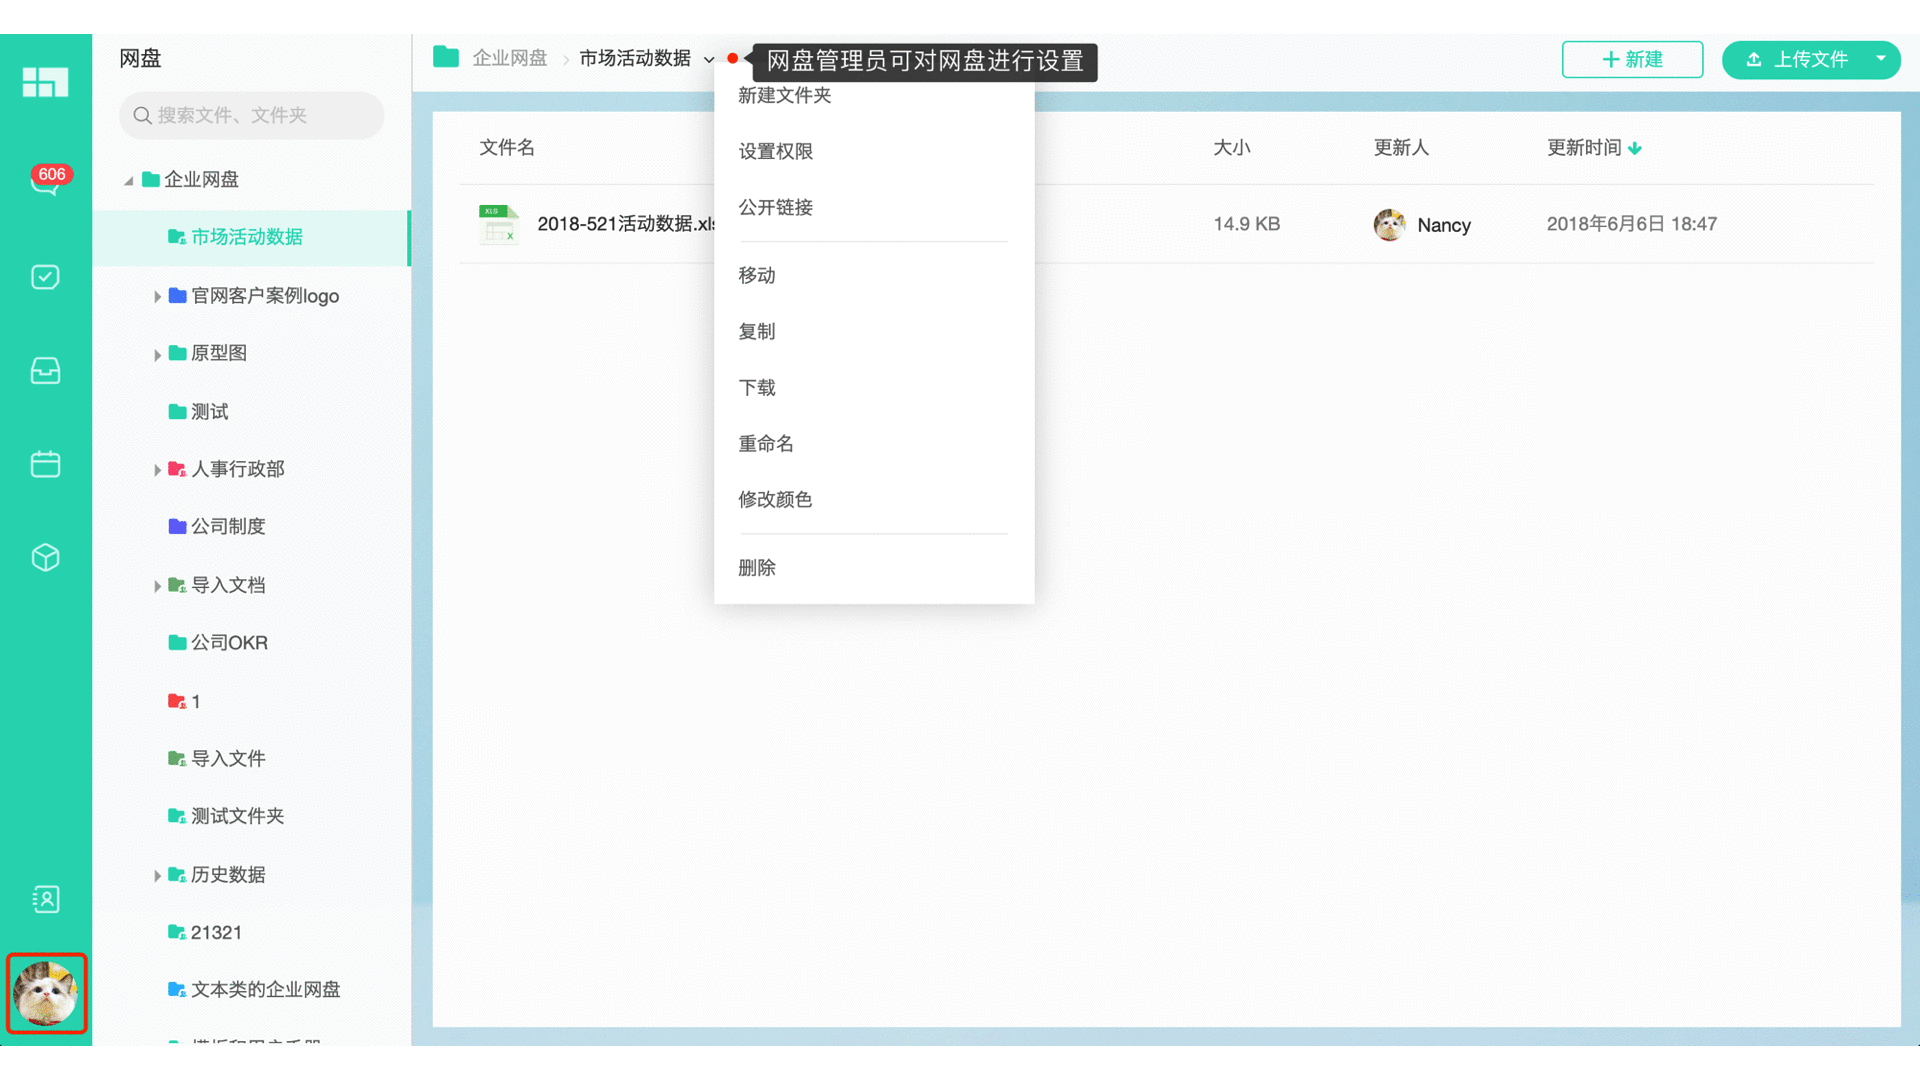 网盘
企业网盘
市场活动数据
网盘管理员可对网盘进行设置
新建
上传文件
搜索文件、文件夹
606
企业网盘
市场活动数据
官网客户案例logo
原型图
测试
人事行政部
公司制度
导入文档
公司OKR
1
导入文件
测试文件夹
历史数据
21321
文本类的企业网盘
新建文件夹
设置权限
公开链接
移动
复制
下载
重命名
修改颜色
删除
文件名
大小
更新人
更新时间
XLS
X
2018-521活动数据.xls
14.9 KB
Nancy
2018年6月6日 18:47